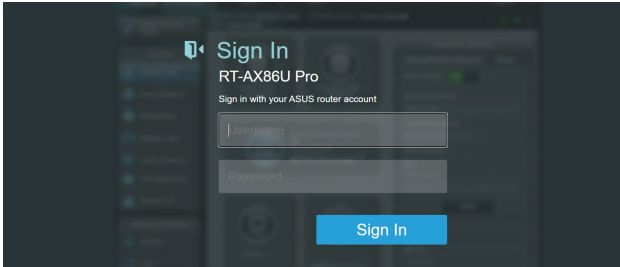 Sign In
RT-AX86U Pro
Sign in with your ASUS router account
Username
Password
Sign In